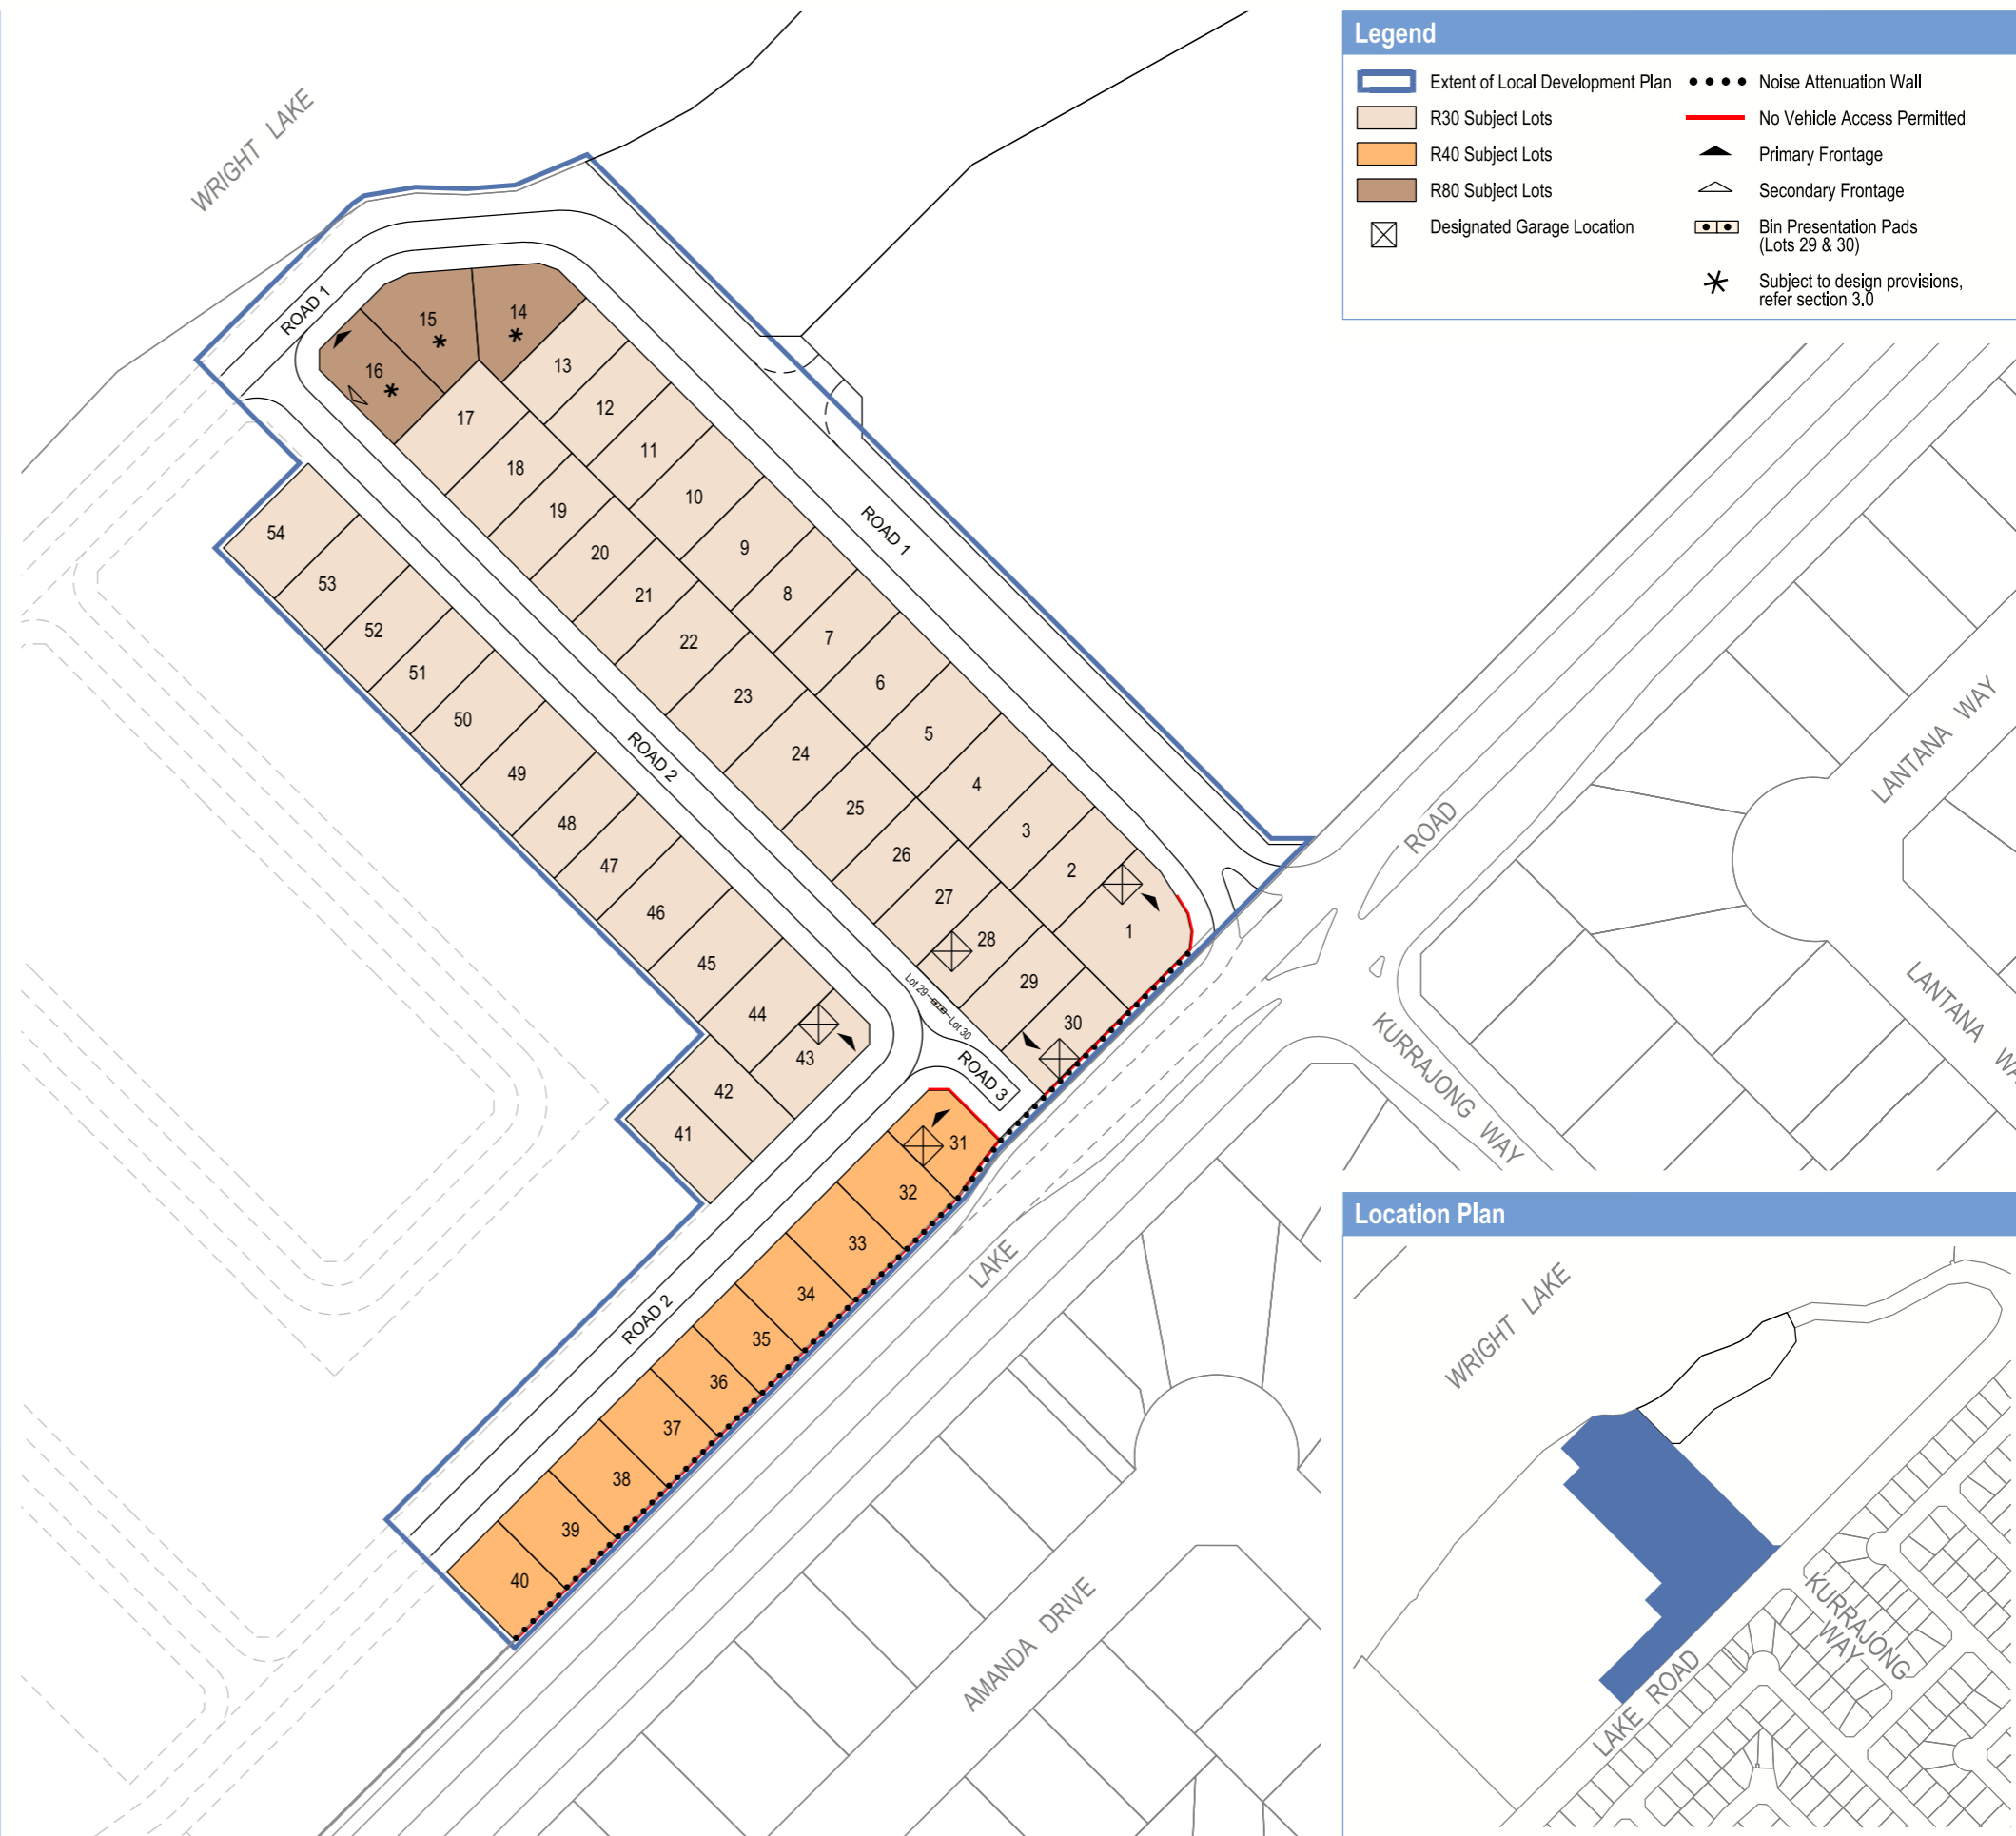 WRIGHT LAKE
ROAD 1
14
15
16
13
12
11
10
9
8
7
6
5
4
3
2
1
17
18
19
20
21
22
23
24
25
26
27
28
29
30
ROAD 1
ROAD 2
54
53
52
51
50
49
48
47
46
45
44
43
42
41
Lot 29
Lot 30
ROAD 3
31
32
33
34
35
36
37
38
39
40
ROAD 2
LAKE
ROAD
KURRAJONG WAY
LANTANA WAY
LANTANA WA
AMANDA DRIVE
Legend
Extent of Local Development Plan
R30 Subject Lots
R40 Subject Lots
R80 Subject Lots
Designated Garage Location
Noise Attenuation Wall
No Vehicle Access Permitted
Primary Frontage
Secondary Frontage
Bin Presentation Pads
(Lots 29 & 30)
Subject to design provisions,
refer section 3.0
Location Plan
WRIGHT LAKE
LAKE ROAD
KURRAJONG
WAY